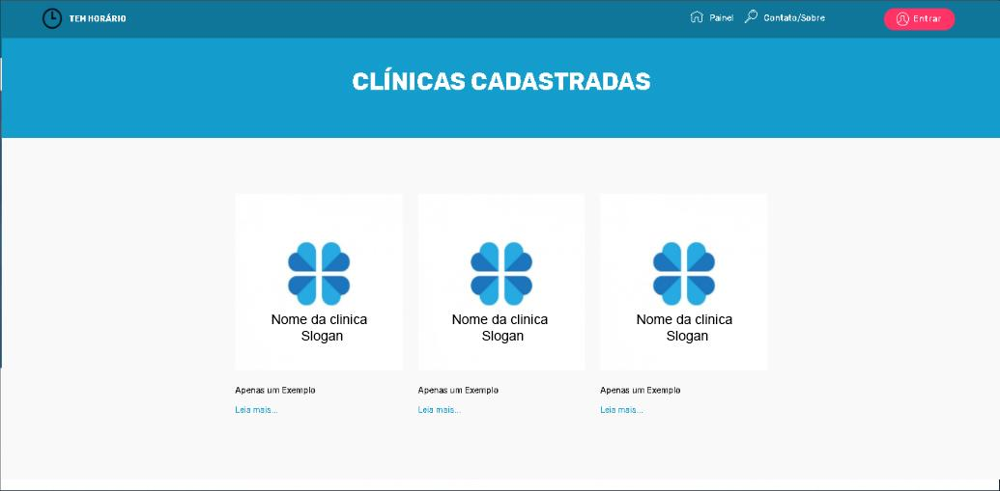 TEM HORÁRIO
Painel
Contato/Sobre
Entrar
CLÍNICAS CADASTRADAS
Nome da clinica
Slogan
Nome da clinica
Slogan
Nome da clinica
Slogan
Apenas um Exemplo
Apenas um Exemplo
Apenas um Exemplo
Leia mais...
Leia mais...
Leia mais...